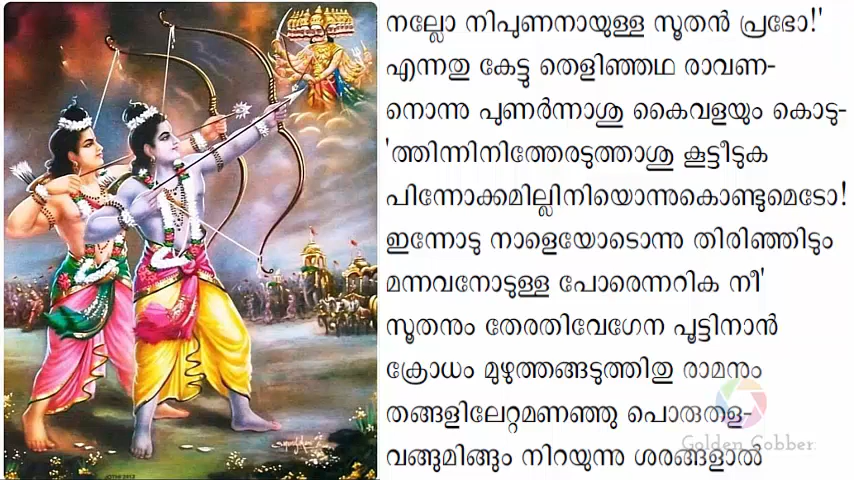 നല്ലോ നിപുണനായുള്ള സൂതൻ പ്രഭോ!'
എന്നതു കേട്ടു തെളിഞ്ഞഥ രാവണ-
നൊന്നു പുണർന്നാശു കൈവളയും കൊടു-
'ത്തിന്നിനിത്തേരടുത്താശു കൂട്ടീടുക
പിന്നോക്കമില്ലിനിയൊന്നുകൊണ്ടുമെടോ!
ഇന്നോടു നാളെയോടൊന്നു തിരിഞ്ഞിടും
മന്നവനോടുള്ള പോരെന്നറിക നീ'
സൂതനും തേരതിവേഗേന പൂട്ടിനാൻ
ക്രോധം മുഴുത്തങ്ങടുത്തിതു രാമനും
തങ്ങളിലേറ്റമണഞ്ഞു പൊരുതള-
വങ്ങുമിങ്ങും നിറയുന്നു ശരങ്ങളാൽ
Golden Gobber